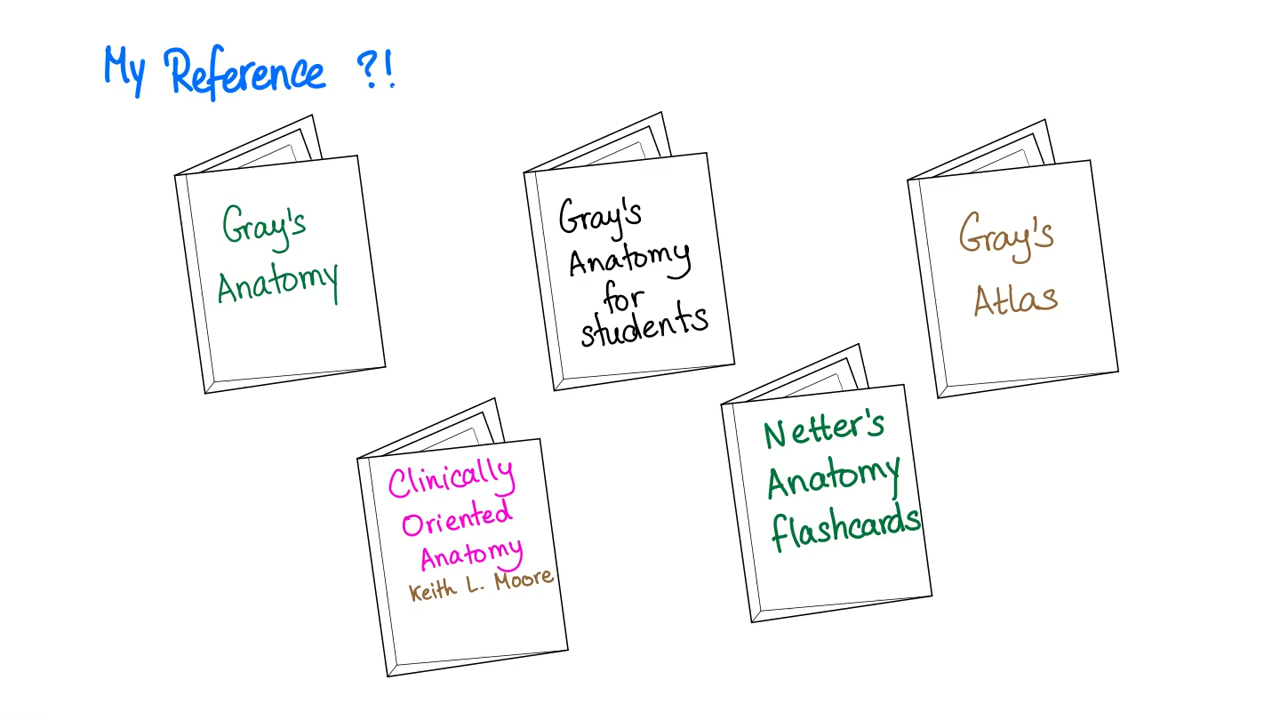 My Reference ?!
Gray's
Anatomy
Gray's
Anatomy
for
students
Gray's
Atlas
Clinically
Oriented
Anatomy
Keith L. Moore
Netter's
Anatomy
flashcards